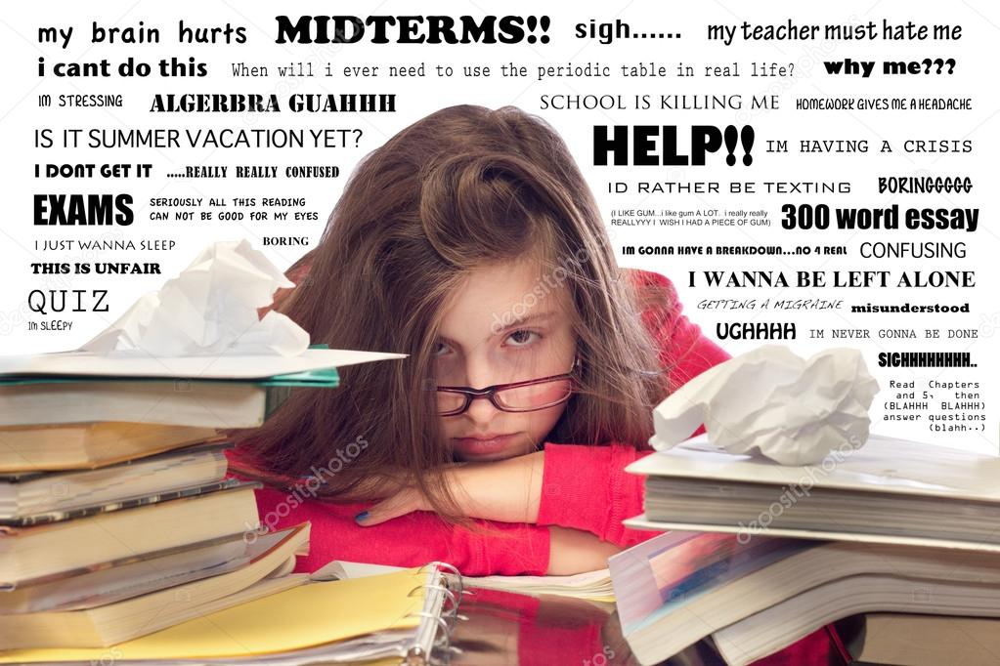 my brain hurts
MIDTERMS!!
sigh......
my teacher must hate me
i cant do this
When will i ever need to use the periodic table in real life?
why me???
IM STRESSING
ALGERBRA GUAHHH
SCHOOL IS KILLING ME
HOMEWORK GIVES ME A HEADACHE
IS IT SUMMER VACATION YET?
HELP!!
IM HAVING A CRISIS
I DONT GET IT
.....REALLY REALLY CONFUSED
ID RATHER BE TEXTING
BORINGGGGG
EXAMS
SERIOUSLY ALL THIS READING
CAN NOT BE GOOD FOR MY EYES
(I LIKE GUM...i like gum A LOT. i really really
REALLYYY I WISH I HAD A PIECE OF GUM)
300 word essay
I JUST WANNA SLEEP
BORING
IM GONNA HAVE A BREAKDOWN...NO 4 REAL
CONFUSING
THIS IS UNFAIR
I WANNA BE LEFT ALONE
QUIZ
GETTING A MIGRAINE
misunderstood
IM SLEEPY
UGHHHH
IM NEVER GONNA BE DONE
SIGHHHHHHHH..
Read Chapters
and 5, then
(BLAHHH BLAHHH)
answer questions
(blahh..)
depositphotos
depositphotos
depositphotos
depositphotos